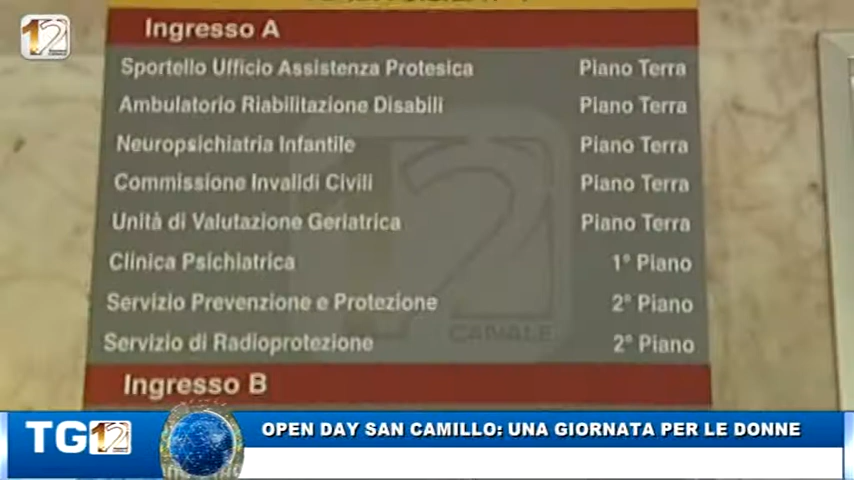 12
Ingresso A
Sportello Ufficio Assistenza Protesica Piano Terra
Ambulatorio Riabilitazione Disabili Piano Terra
Neuropsichiatria Infantile Piano Terra
Commissione Invalidi Civili Piano Terra
Unità di Valutazione Geriatrica Piano Terra
Clinica Psichiatrica 1° Piano
Servizio Prevenzione e Protezione 2° Piano
Servizio di Radioprotezione 2° Piano
12
CANALE
Ingresso B
TG12
OPEN DAY SAN CAMILLO: UNA GIORNATA PER LE DONNE